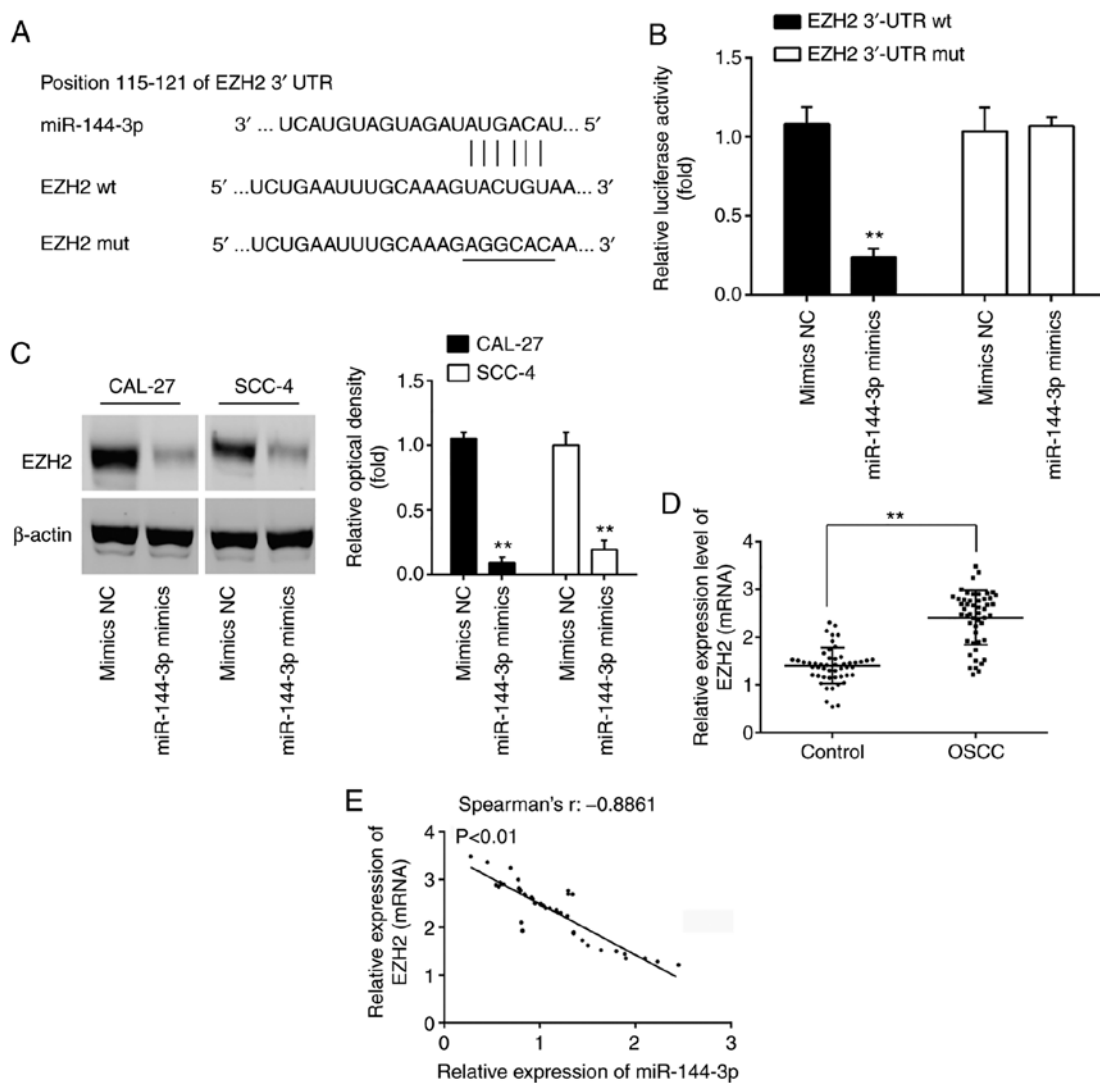 A
Position 115-121 of EZH2 3′ UTR
miR-144-3p 3′ ... UCAUGUAGUAGAUAUGACAU... 5′
EZH2 wt 5′ ...UCUGAAUUUGCAAAGUACUGUAA... 3′
EZH2 mut 5′ ...UCUGAAUUUGCAAAGAGGCACAA... 3′
B
EZH2 3′-UTR wt
EZH2 3′-UTR mut
Relative luciferase activity
(fold)
1.5
1.0
0.5
0.0
**
Mimics NC
miR-144-3p mimics
Mimics NC
miR-144-3p mimics
C
CAL-27 SCC-4
EZH2
β-actin
Mimics NC
miR-144-3p mimics
Mimics NC
miR-144-3p mimics
CAL-27
SCC-4
Relative optical density
(fold)
1.5
1.0
0.5
0.0
**
**
Mimics NC
miR-144-3p mimics
Mimics NC
miR-144-3p mimics
D
Relative expression level of
EZH2 (mRNA)
**
4
3
2
1
0
Control OSCC
E
Spearman's r: −0.8861
P<0.01
Relative expression of
EZH2 (mRNA)
4
3
2
1
0
0 1 2 3
Relative expression of miR-144-3p